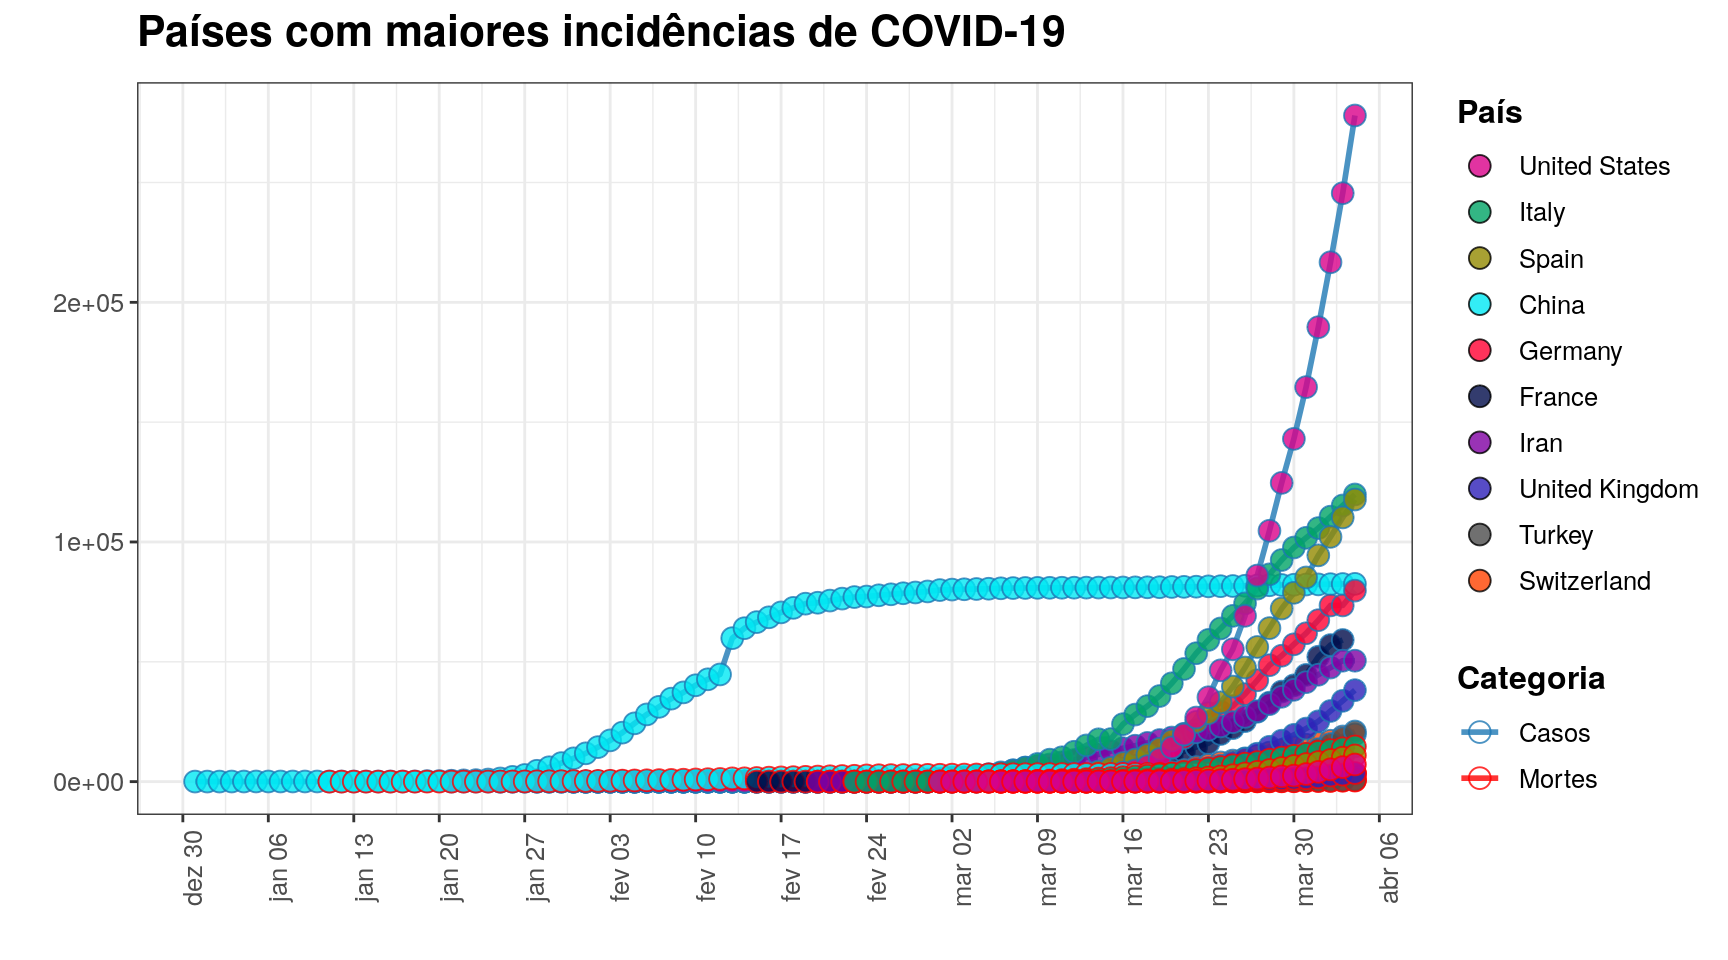 Países com maiores incidências de COVID-19
2e+05
1e+05
0e+00
dez 30
jan 06
jan 13
jan 20
jan 27
fev 03
fev 10
fev 17
fev 24
mar 02
mar 09
mar 16
mar 23
mar 30
abr 06
País
United States
Italy
Spain
China
Germany
France
Iran
United Kingdom
Turkey
Switzerland
Categoria
Casos
Mortes